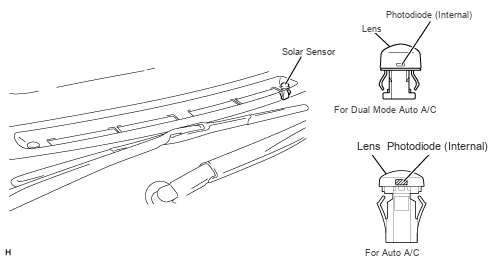 Photodiode (Internal)
Lens
Solar Sensor
For Dual Mode Auto A/C
Lens Photodiode (Internal)
H
For Auto A/C